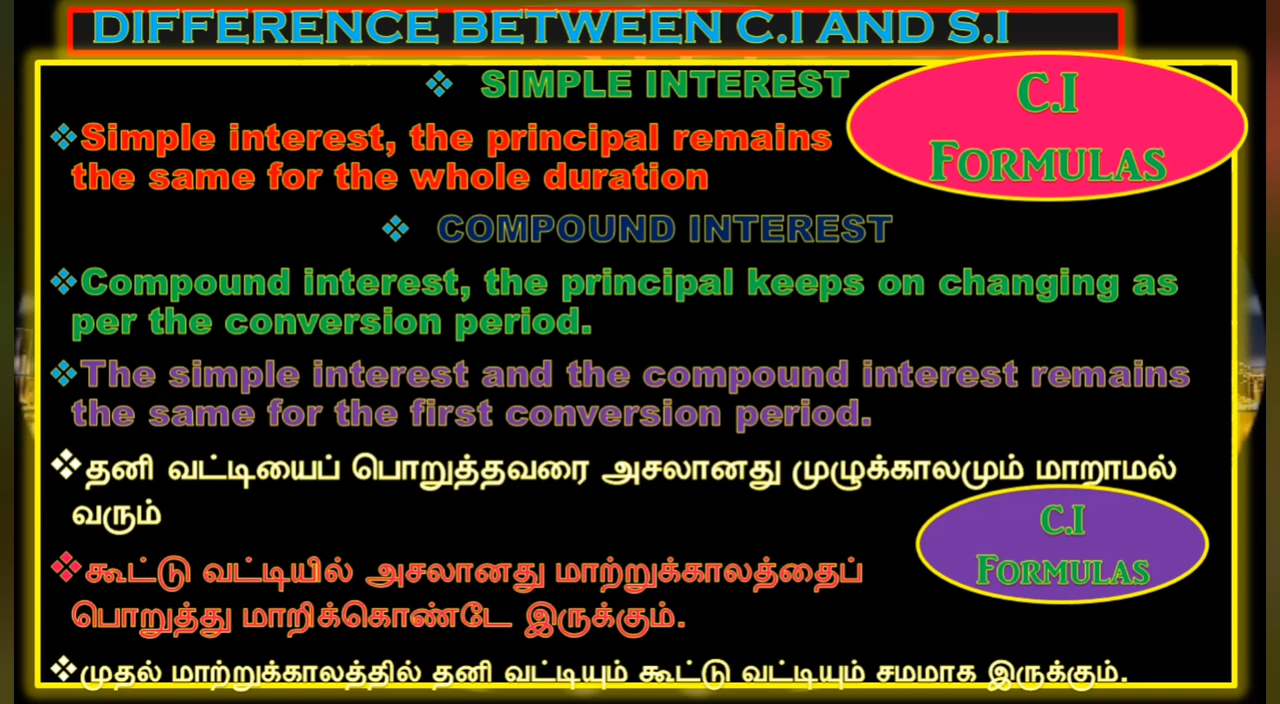 DIFFERENCE BETWEEN C.I AND S.I
SIMPLE INTEREST
C.I
FORMULAS
Simple interest, the principal remains
the same for the whole duration
COMPOUND INTEREST
Compound interest, the principal keeps on changing as
per the conversion period.
The simple interest and the compound interest remains
the same for the first conversion period.
தனி வட்டியைப் பொறுத்தவரை அசலானது முழுக்காலமும் மாறாமல்
வரும்
C.I
FORMULAS
கூட்டு வட்டியில் அசலானது மாற்றுக்காலத்தைப்
பொறுத்து மாறிக்கொண்டே இருக்கும்.
முதல் மாற்றுக்காலத்தில் தனி வட்டியும் கூட்டு வட்டியும் சமமாக இருக்கும்.